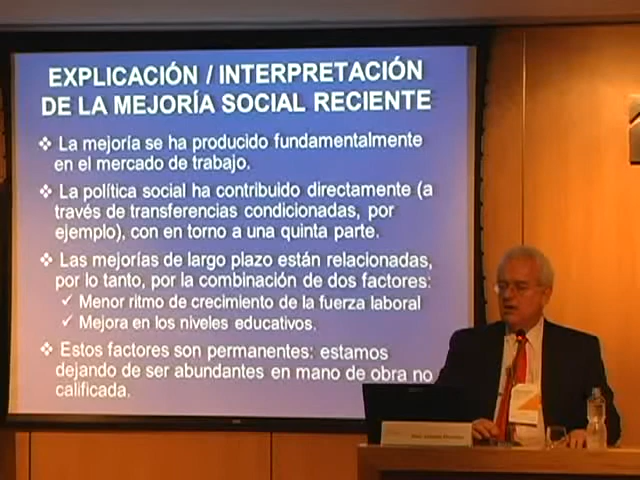 EXPLICACIÓN / INTERPRETACIÓN
DE LA MEJORÍA SOCIAL RECIENTE
❖ La mejoría se ha producido fundamentalmente
en el mercado de trabajo.
❖ La política social ha contribuido directamente (a
través de transferencias condicionadas, por
ejemplo), con en torno a una quinta parte.
❖ Las mejorías de largo plazo están relacionadas,
por lo tanto, por la combinación de dos factores:
✓ Menor ritmo de crecimiento de la fuerza laboral
✓ Mejora en los niveles educativos.
❖ Estos factores son permanentes: estamos
dejando de ser abundantes en mano de obra no
calificada.